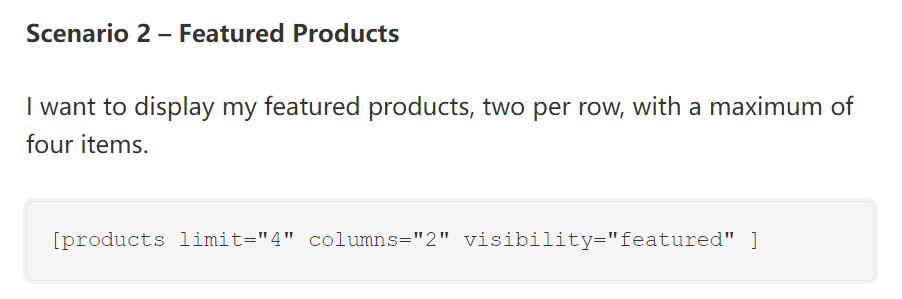 Scenario 2 – Featured Products
I want to display my featured products, two per row, with a maximum of
four items.
[products limit="4" columns="2" visibility="featured" ]